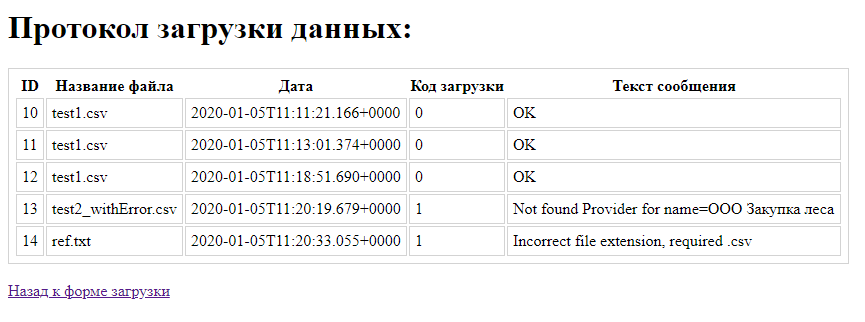 Протокол загрузки данных:
ID Название файла Дата Код загрузки Текст сообщения
10 test1.csv 2020-01-05T11:11:21.166+0000 0 OK
11 test1.csv 2020-01-05T11:13:01.374+0000 0 OK
12 test1.csv 2020-01-05T11:18:51.690+0000 0 OK
13 test2_withError.csv 2020-01-05T11:20:19.679+0000 1 Not found Provider for name=ООО Закупка леса
14 ref.txt 2020-01-05T11:20:33.055+0000 1 Incorrect file extension, required .csv
Назад к форме загрузки